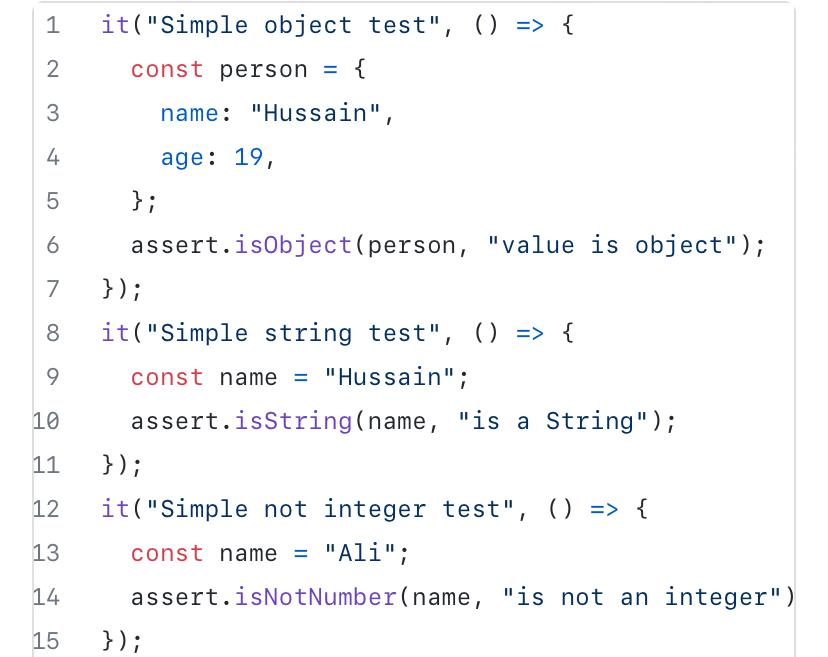 1 it("Simple object test", () => {
2 const person = {
3 name: "Hussain",
4 age: 19,
5 };
6 assert.isObject(person, "value is object");
7 });
8 it("Simple string test", () => {
9 const name = "Hussain";
10 assert.isString(name, "is a String");
11 });
12 it("Simple not integer test", () => {
13 const name = "Ali";
14 assert.isNotNumber(name, "is not an integer")
15 });